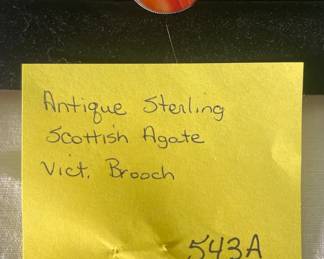 Antique Sterling
Scottish Agate
Vict. Brooch
543A